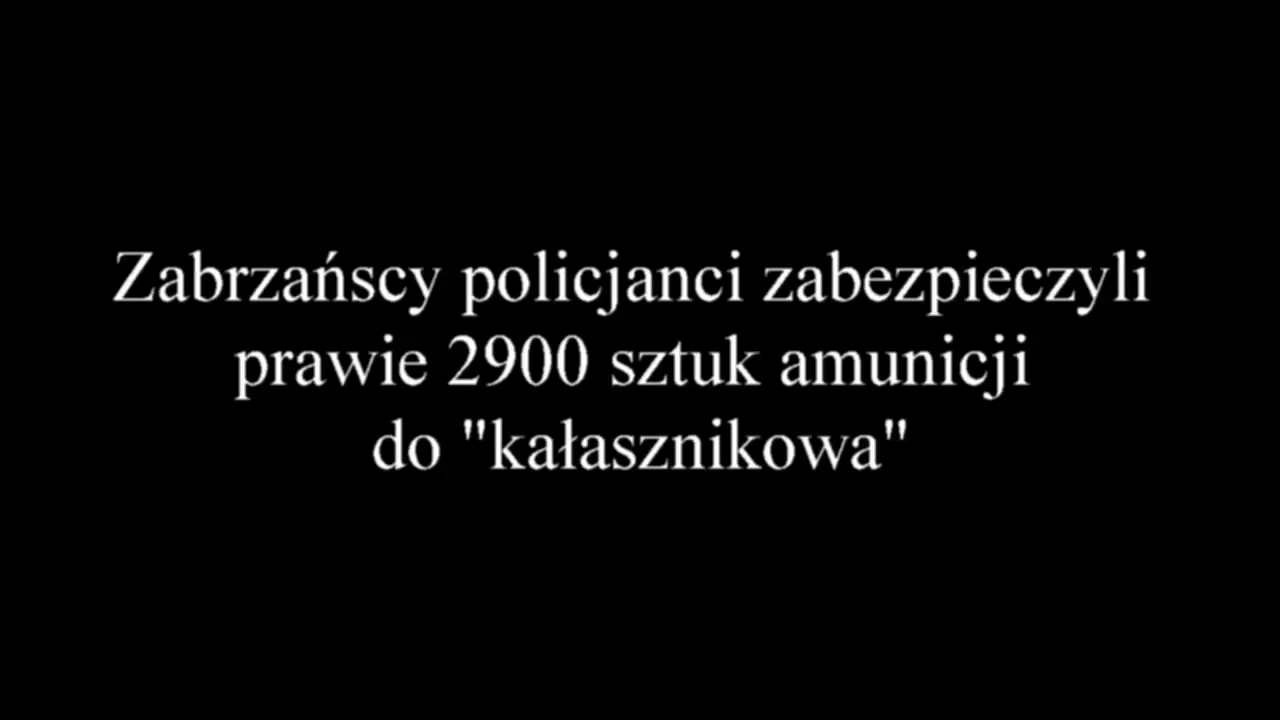 Zabrzańscy policjanci zabezpieczyli
prawie 2900 sztuk amunicji
do "kałasznikowa"